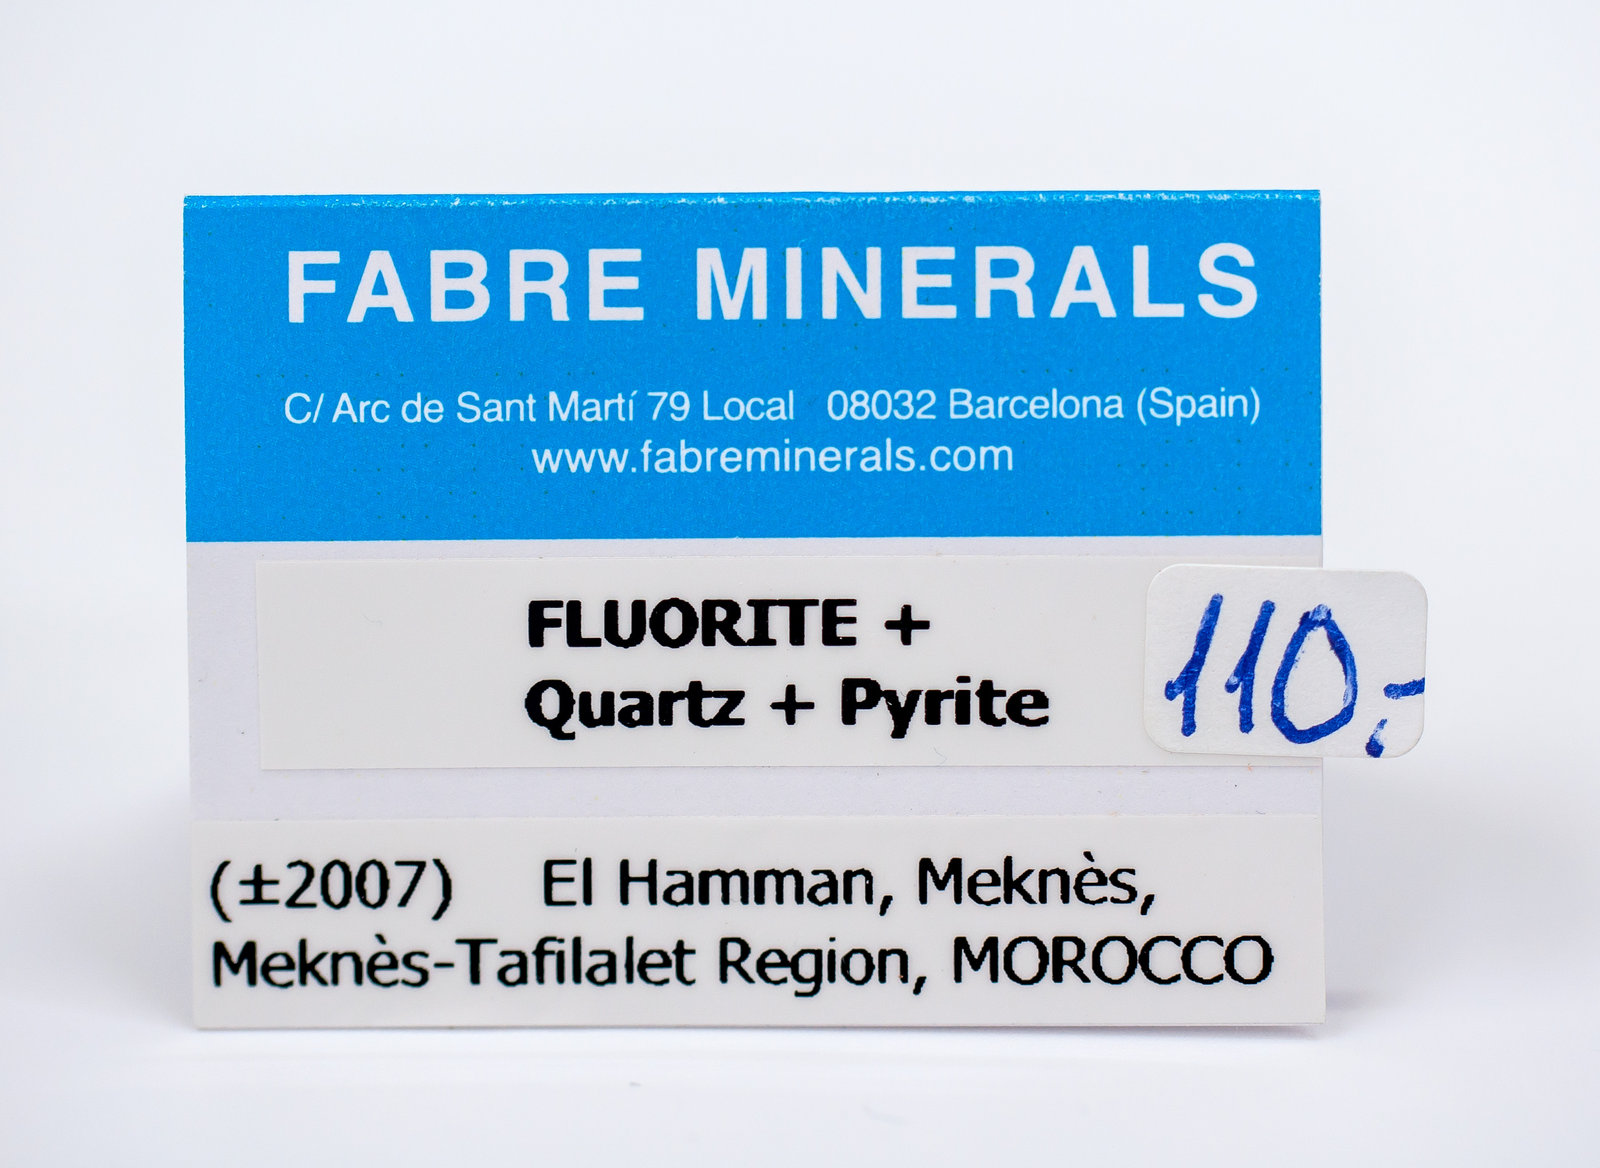 FABRE MINERALS
C/ Arc de Sant Martí 79 Local 08032 Barcelona (Spain)
www.fabreminerals.com
FLUORITE +
Quartz + Pyrite
110,-
(±2007) El Hamman, Meknès,
Meknès-Tafilalet Region, MOROCCO